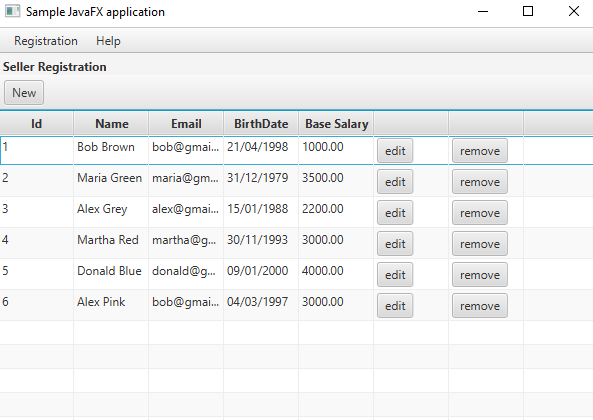 Sample JavaFX application
Registration Help
Seller Registration
New
Id Name Email BirthDate Base Salary
1 Bob Brown bob@gmai... 21/04/1998 1000.00 edit remove
2 Maria Green maria@gm... 31/12/1979 3500.00 edit remove
3 Alex Grey alex@gmai... 15/01/1988 2200.00 edit remove
4 Martha Red martha@g... 30/11/1993 3000.00 edit remove
5 Donald Blue donald@g... 09/01/2000 4000.00 edit remove
6 Alex Pink bob@gmai... 04/03/1997 3000.00 edit remove